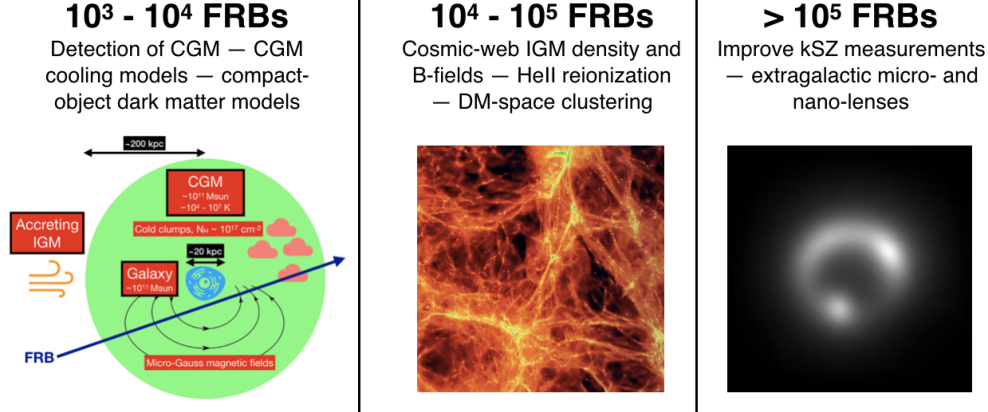 10³ - 10⁴ FRBs
Detection of CGM — CGM
cooling models — compact-
object dark matter models
~200 kpc
CGM
~10¹¹ Msun
~10⁴ - 10⁷ K
Cold clumps, N_H ~ 10¹⁷ cm⁻²
Accreting
IGM
~20 kpc
Galaxy
~10¹¹ Msun
FRB
Micro-Gauss magnetic fields
10⁴ - 10⁵ FRBs
Cosmic-web IGM density and
B-fields — HeII reionization
— DM-space clustering
> 10⁵ FRBs
Improve kSZ measurements
— extragalactic micro- and
nano-lenses